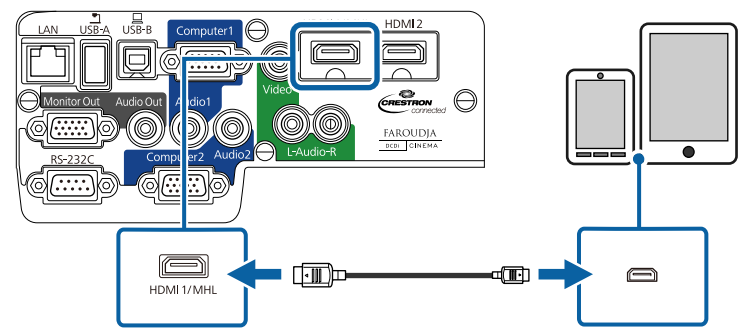 LAN
USB-A
USB-B
Computer1
HDMI 2
Video
CRESTRON
connected
Monitor Out
Audio Out
Audio1
FAROUDJA
DCDi CINEMA
RS-232C
Computer2
Audio2
L-Audio-R
HDMI 1/MHL